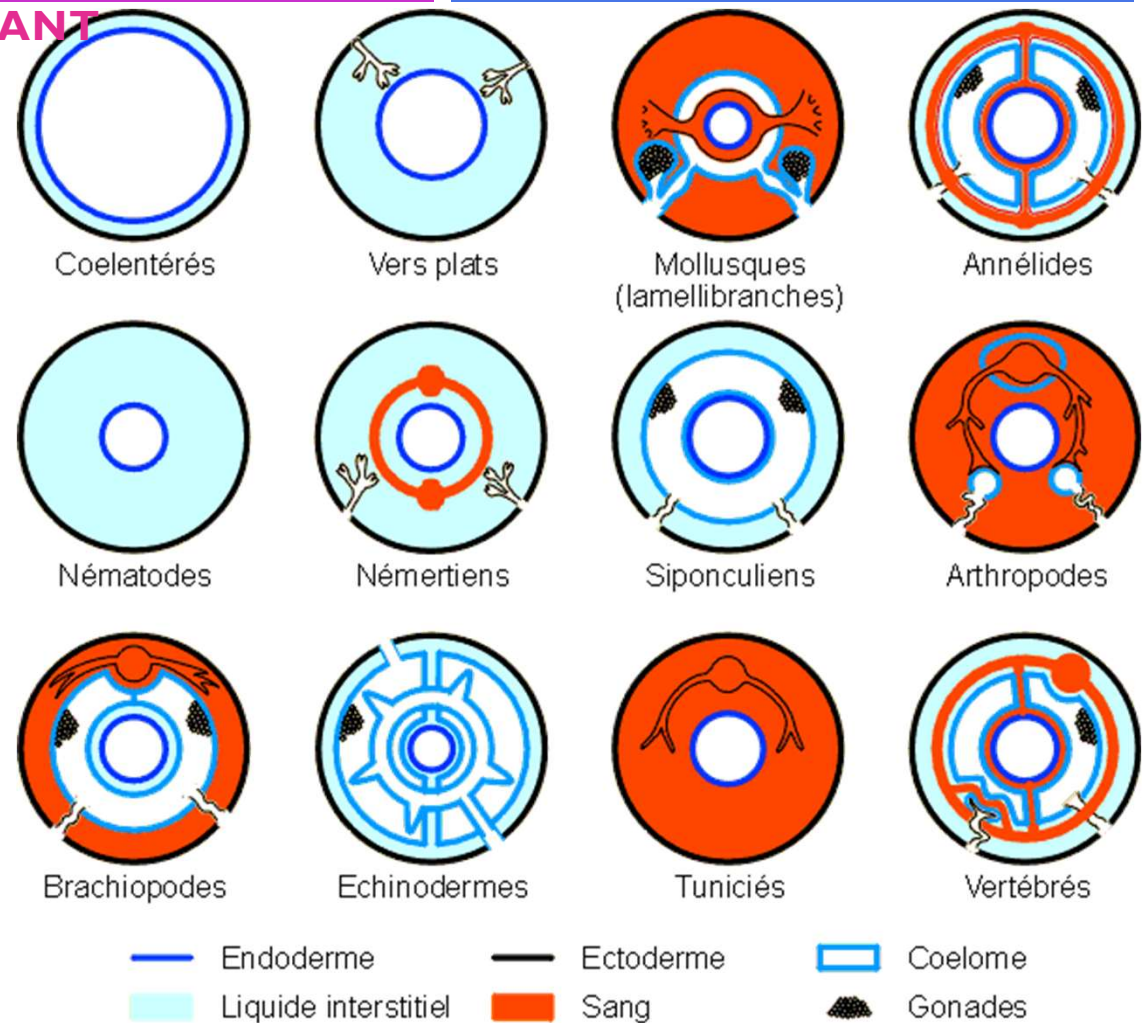 ANT
Coelentérés
Vers plats
Mollusques
(lamellibranches)
Annélides
Nématodes
Némertiens
Siponculiens
Arthropodes
Brachiopodes
Echinodermes
Tuniciés
Vertébrés
Endoderme
Ectoderme
Coelome
Liquide interstitiel
Sang
Gonades